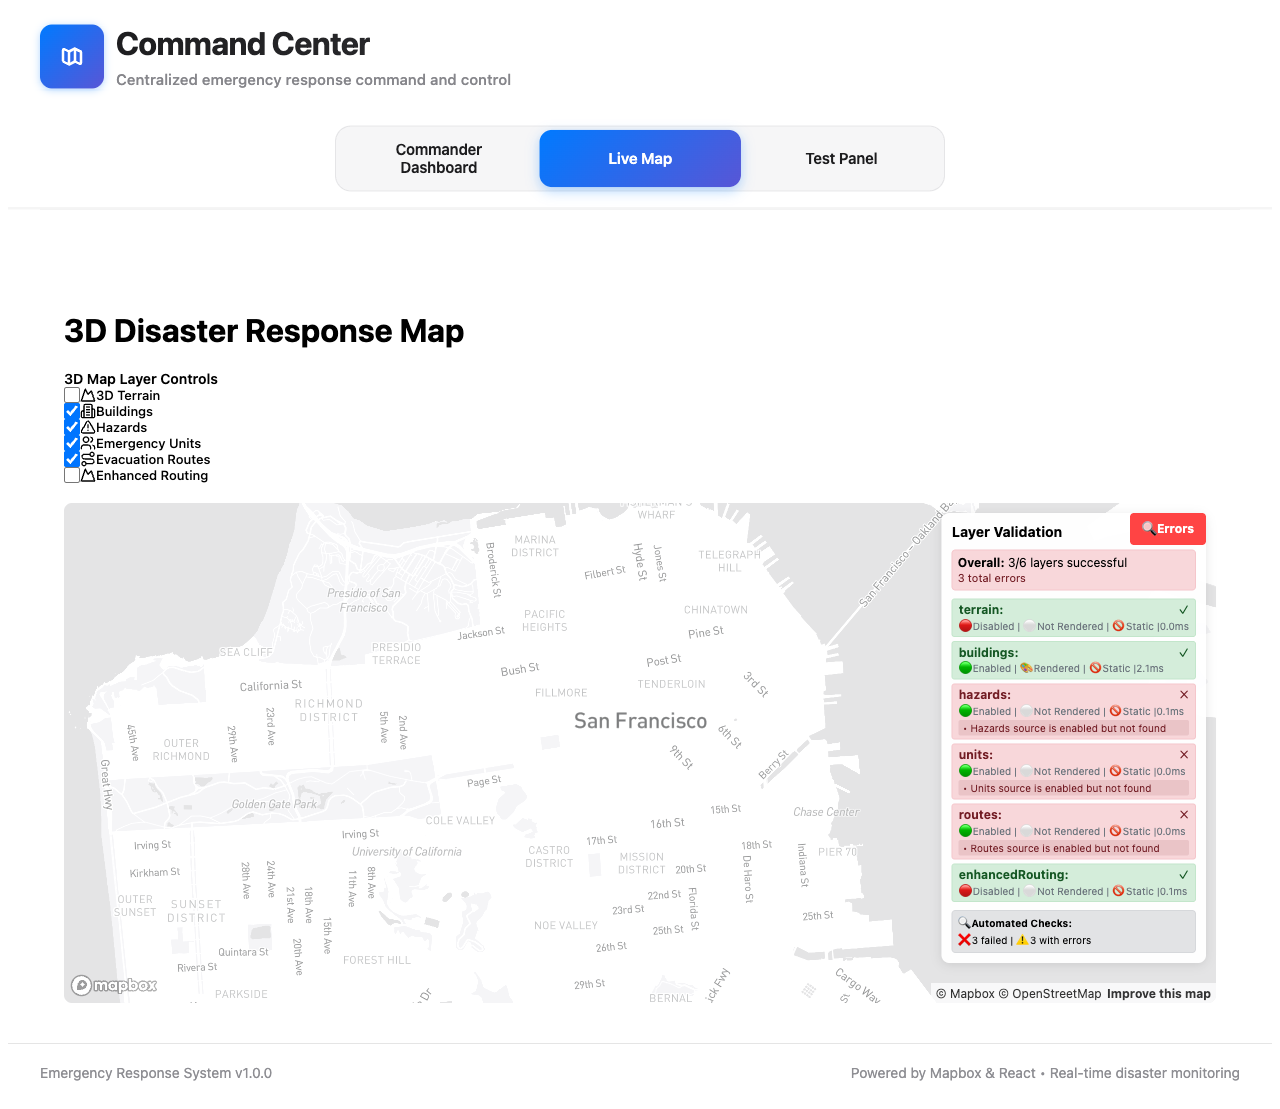 Command Center
Centralized emergency response command and control
Commander
Dashboard
Live Map
Test Panel
3D Disaster Response Map
3D Map Layer Controls
3D Terrain
Buildings
Hazards
Emergency Units
Evacuation Routes
Enhanced Routing
WHARF
MARINA
DISTRICT
Broderick St
Filbert St
Hyde St
Jones St
TELEGRAPH
HILL
San Francisco – Oakland Ba
Presidio of San
Francisco
PACIFIC
HEIGHTS
CHINATOWN
Jackson St
Pine St
SEA CLIFF
PRESIDIO
TERRACE
Bush St
Post St
California St
FILLMORE
TENDERLOIN
3rd St
RICHMOND
DISTRICT
23rd Ave
5th Ave
2nd Ave
San Francisco
45th Ave
29th Ave
OUTER
RICHMOND
6th St
9th St
Berry St
Great Hwy
Page St
Golden Gate Park
COLE VALLEY
15th St
Chase Center
16th St
Irving St
Irving St
17th St
18th St
University of California
CASTRO
DISTRICT
MISSION
DISTRICT
20th St
De Haro St
Indiana St
PIER 70
Kirkham St
28th Ave
24th Ave
21st Ave
18th Ave
15th Ave
11th Ave
8th Ave
OUTER
SUNSET
SUNSET
DISTRICT
22nd St
23rd St
Florida St
25th St
25th St
NOE VALLEY
26th St
20th Ave
Quintara St
Rivera St
FOREST HILL
29th St
ick Fwy
Cargo Way
PARKSIDE
Dr
BERNAL
St
mapbox
Layer Validation
🔍Errors
Overall: 3/6 layers successful
3 total errors
terrain: ✓
🔴Disabled | ⚪Not Rendered | 🚫Static |0.0ms
buildings: ✓
🟢Enabled | 🎨Rendered | 🚫Static |2.1ms
hazards: ✕
🟢Enabled | ⚪Not Rendered | 🚫Static |0.1ms
• Hazards source is enabled but not found
units: ✕
🟢Enabled | ⚪Not Rendered | 🚫Static |0.0ms
• Units source is enabled but not found
routes: ✕
🟢Enabled | ⚪Not Rendered | 🚫Static |0.0ms
• Routes source is enabled but not found
enhancedRouting: ✓
🔴Disabled | ⚪Not Rendered | 🚫Static |0.1ms
🔍Automated Checks:
❌3 failed | ⚠️3 with errors
© Mapbox © OpenStreetMap Improve this map
Emergency Response System v1.0.0
Powered by Mapbox & React • Real-time disaster monitoring